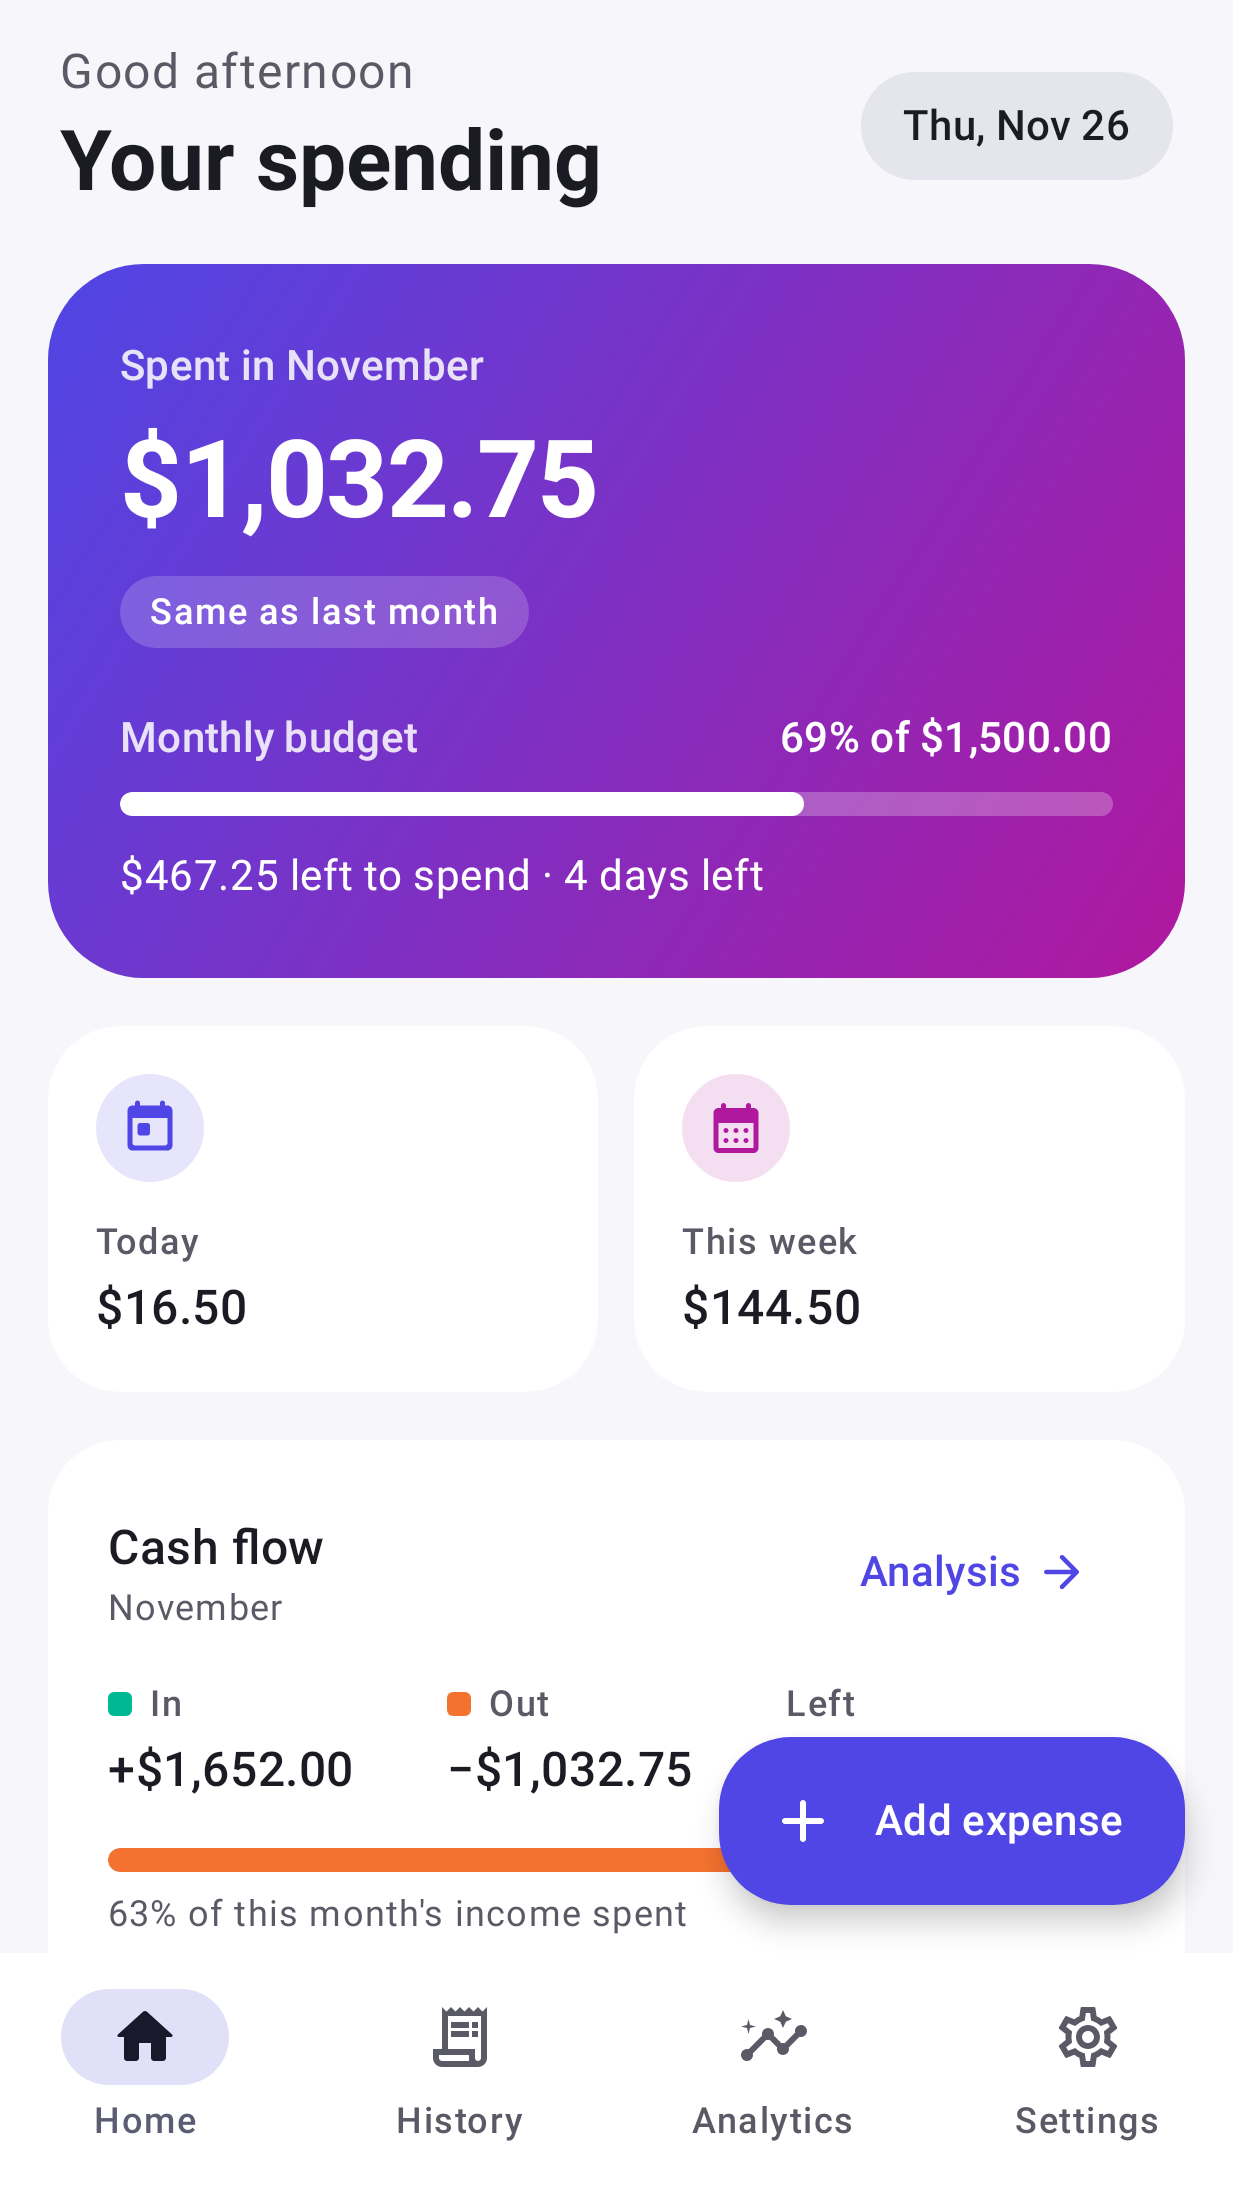 Good afternoon
Your spending
Thu, Nov 26
Spent in November
$1,032.75
Same as last month
Monthly budget
69% of $1,500.00
$467.25 left to spend · 4 days left
Today
$16.50
This week
$144.50
Cash flow
November
Analysis
In
+$1,652.00
Out
−$1,032.75
Left
Add expense
63% of this month's income spent
Home
History
Analytics
Settings